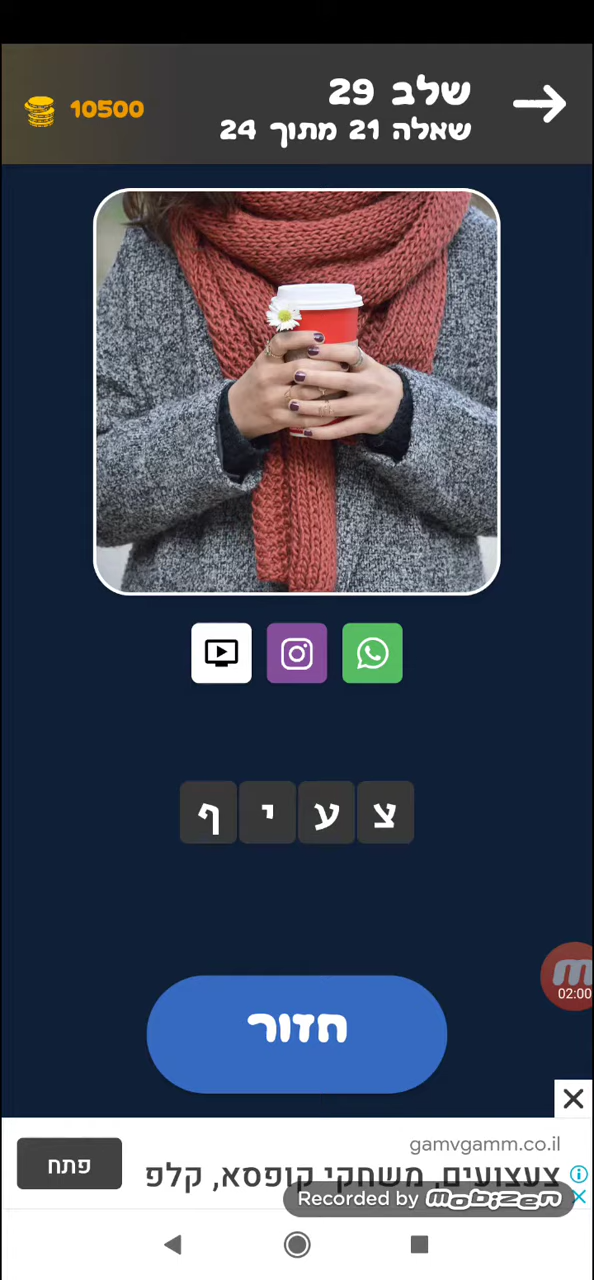 שלב 29
10500
שאלה 21 מתוך 24
צ ע י ף
02:00
חזור
gamvgamm.co.il
צעצועים, משחקי קופסא, קלפ
פתח
Recorded by mobizen